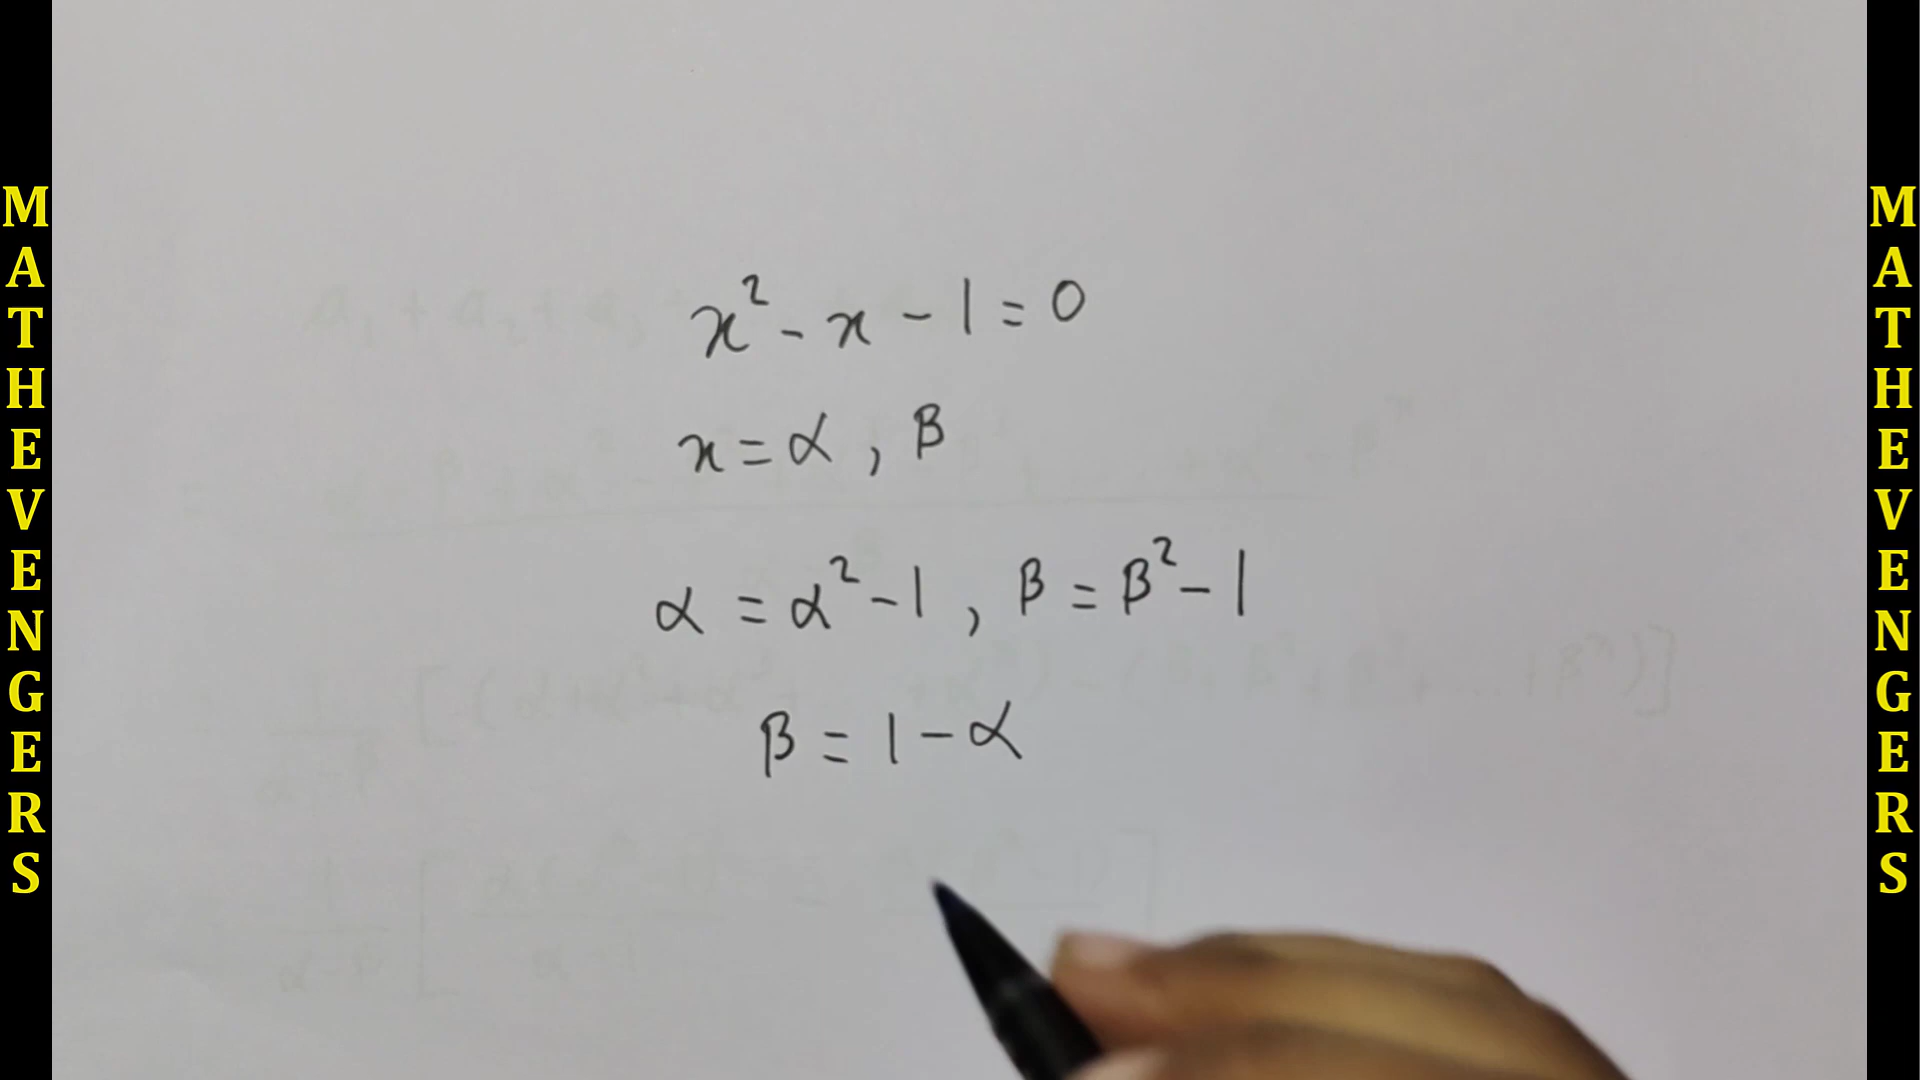 MATHEVENGERS
x² - x - 1 = 0
x = α , β
α = α² - 1 , β = β² - 1
β = 1 - α
MATHEVENGERS